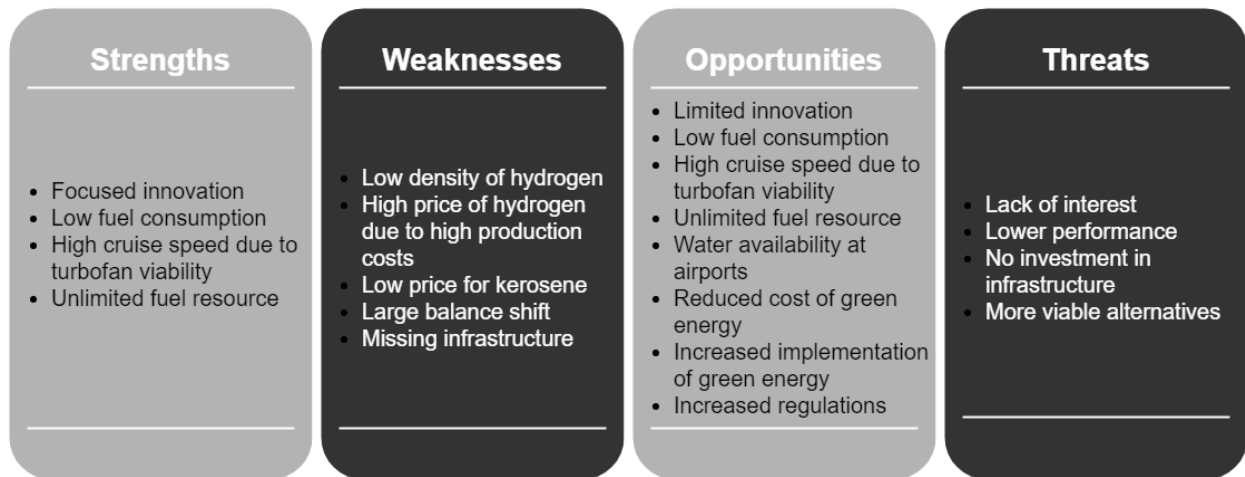 Strengths
• Focused innovation
• Low fuel consumption
• High cruise speed due to
turbofan viability
• Unlimited fuel resource
Weaknesses
• Low density of hydrogen
• High price of hydrogen
due to high production
costs
• Low price for kerosene
• Large balance shift
• Missing infrastructure
Opportunities
• Limited innovation
• Low fuel consumption
• High cruise speed due to
turbofan viability
• Unlimited fuel resource
• Water availability at
airports
• Reduced cost of green
energy
• Increased implementation
of green energy
• Increased regulations
Threats
• Lack of interest
• Lower performance
• No investment in
infrastructure
• More viable alternatives